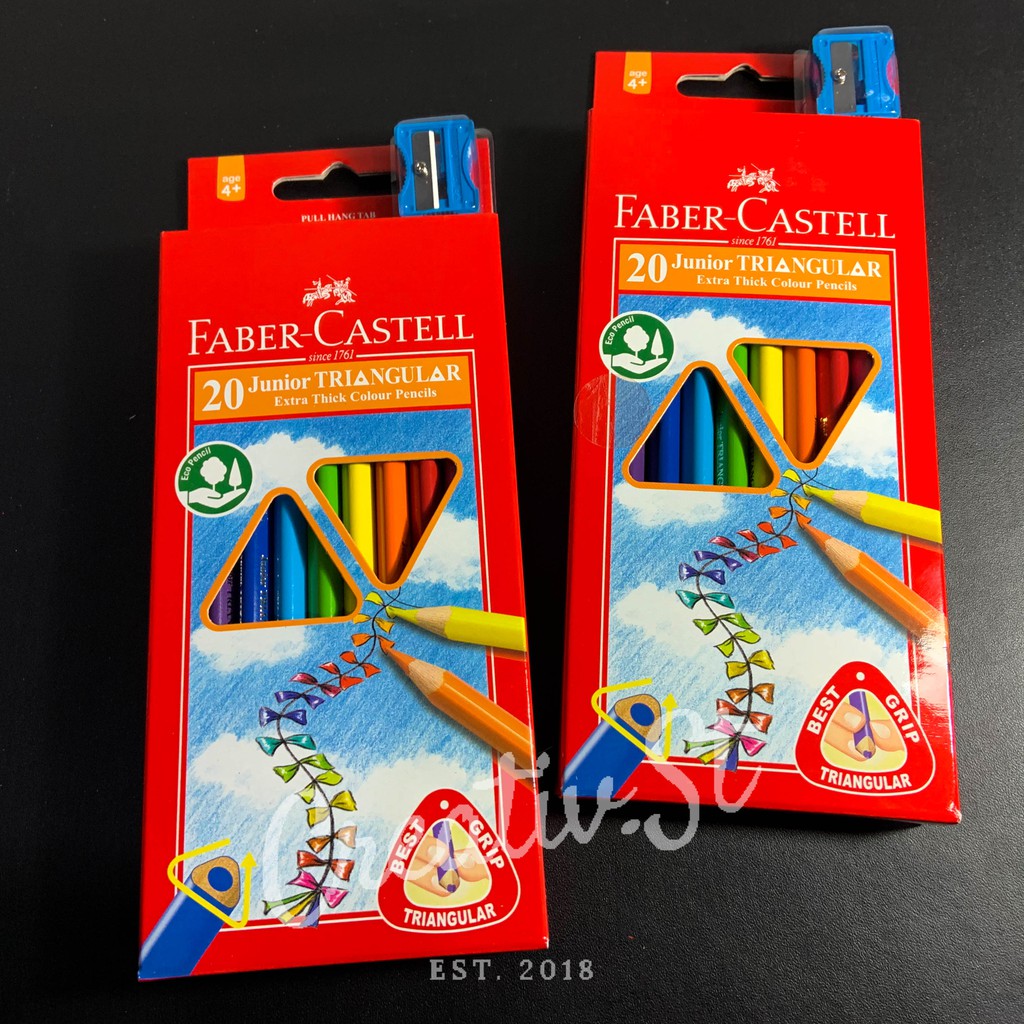 age
4+
PULL HANG TAB
FABER-CASTELL
since 1761
20 Junior TRIANGULAR
Extra Thick Colour Pencils
Eco Pencil
BEST GRIP
TRIANGULAR
age
4+
FABER-CASTELL
since 1761
20 Junior TRIANGULAR
Extra Thick Colour Pencils
Eco Pencil
BEST GRIP
TRIANGULAR
Creativ.St
EST. 2018